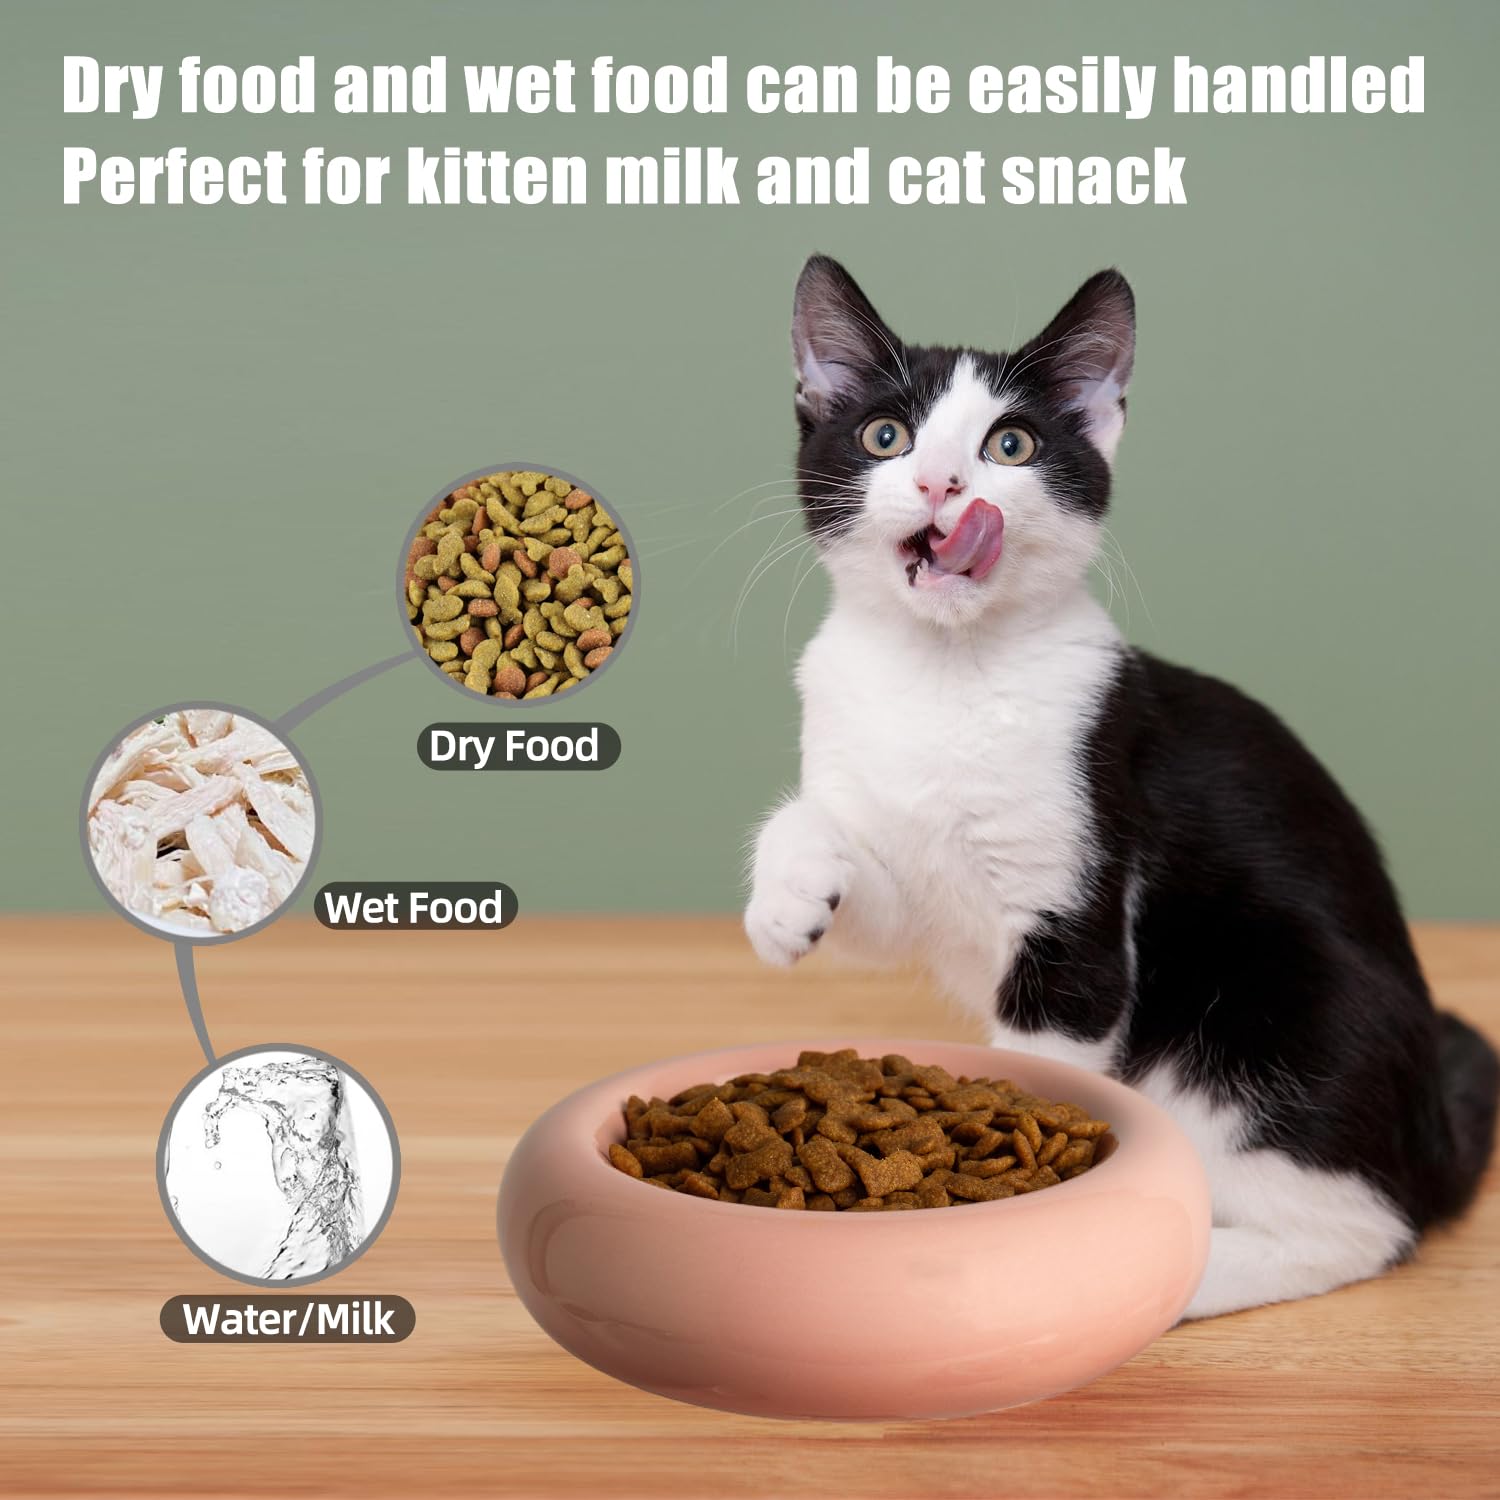 Dry food and wet food can be easily handled
Perfect for kitten milk and cat snack
Dry Food
Wet Food
Water/Milk